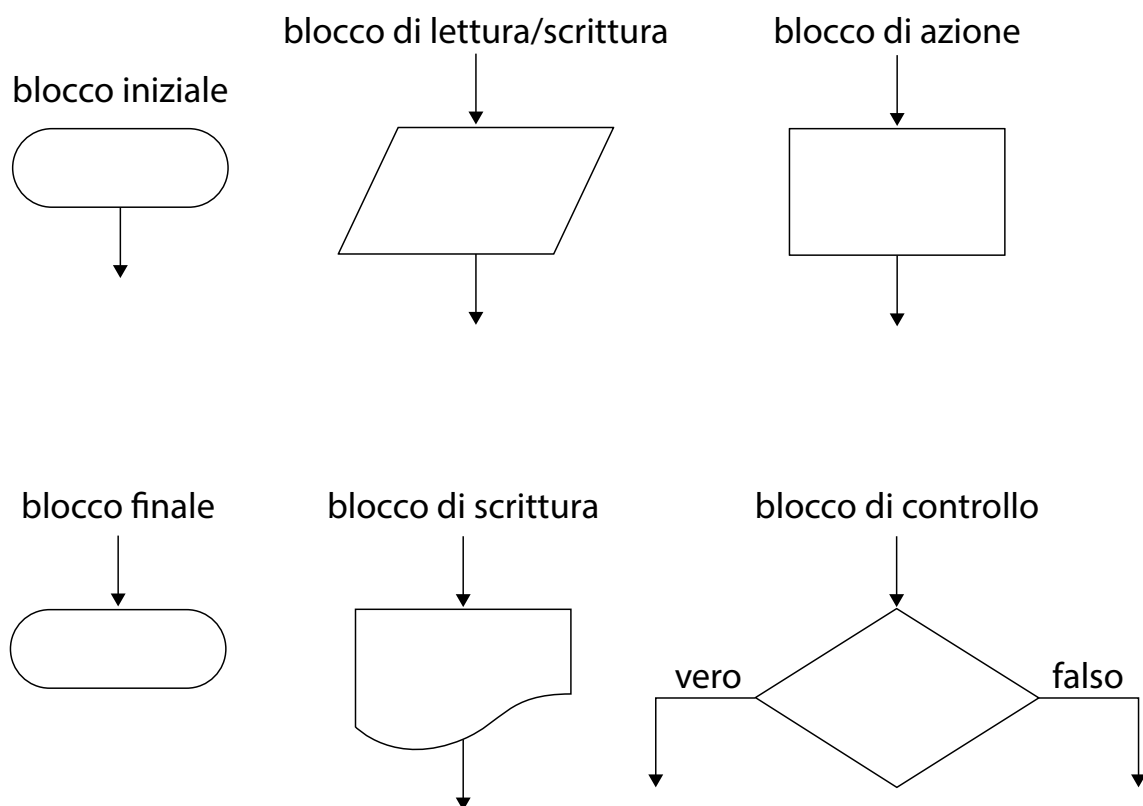 blocco di lettura/scrittura
blocco di azione
blocco iniziale
blocco finale
blocco di scrittura
blocco di controllo
vero
falso